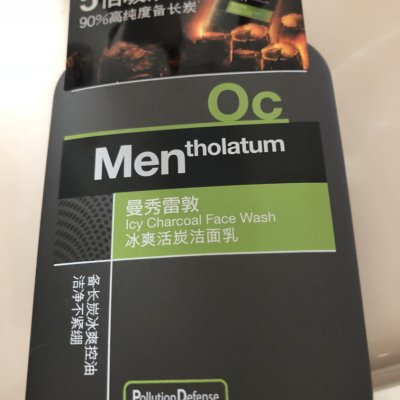 90%高纯度备长炭
Oc
Mentholatum
曼秀雷敦
Icy Charcoal Face Wash
冰爽活炭洁面乳
备长炭冰爽控油
洁净不紧绷
Pollution Defense